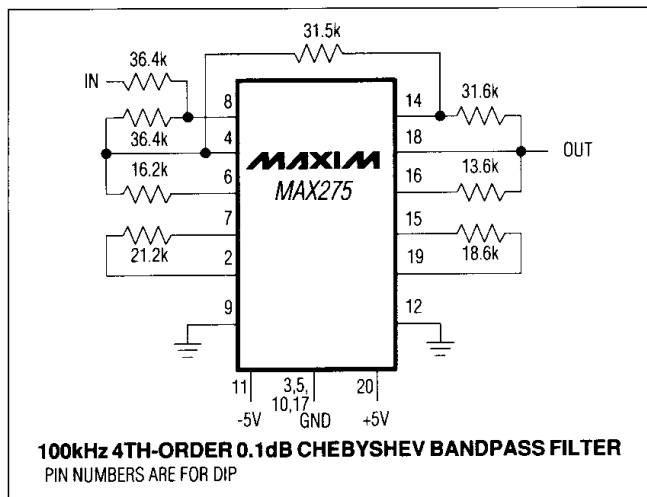 31.5k
36.4k
IN
8
14
31.6k
36.4k
4
18
OUT
MAXIM
MAX275
16.2k
6
16
13.6k
7
15
21.2k
2
19
18.6k
9
12
11
3,5,
10,17
20
-5V
GND
+5V
100kHz 4TH-ORDER 0.1dB CHEBYSHEV BANDPASS FILTER
PIN NUMBERS ARE FOR DIP